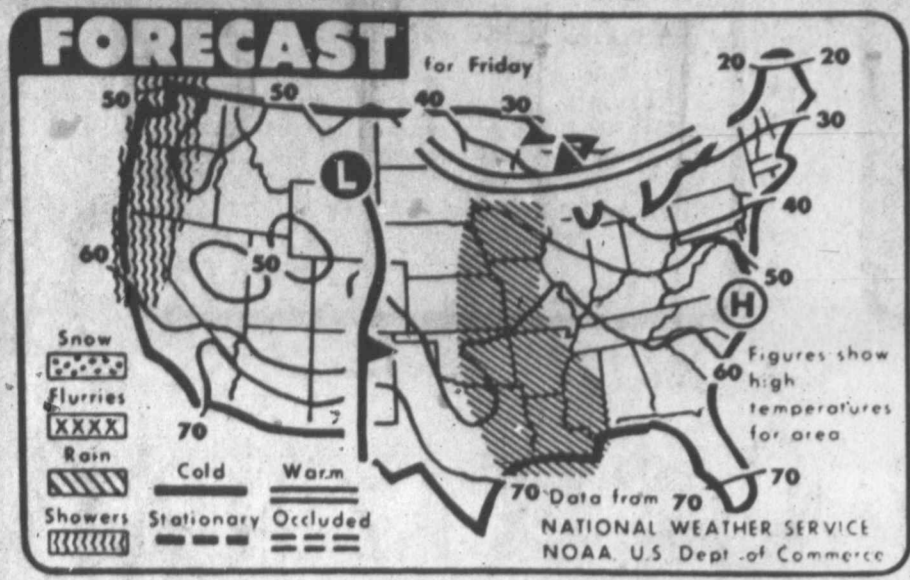 FORECAST
for Friday
20 20
50 50 40 30
30
L
40
60 50
50
H
Snow
Figures show
high
temperatures
for area
60
Flurries
XXXX
70
Rain
Cold Warm
70
70 Data from 70
Showers Stationary Occluded
NATIONAL WEATHER SERVICE
NOAA, U.S. Dept. of Commerce